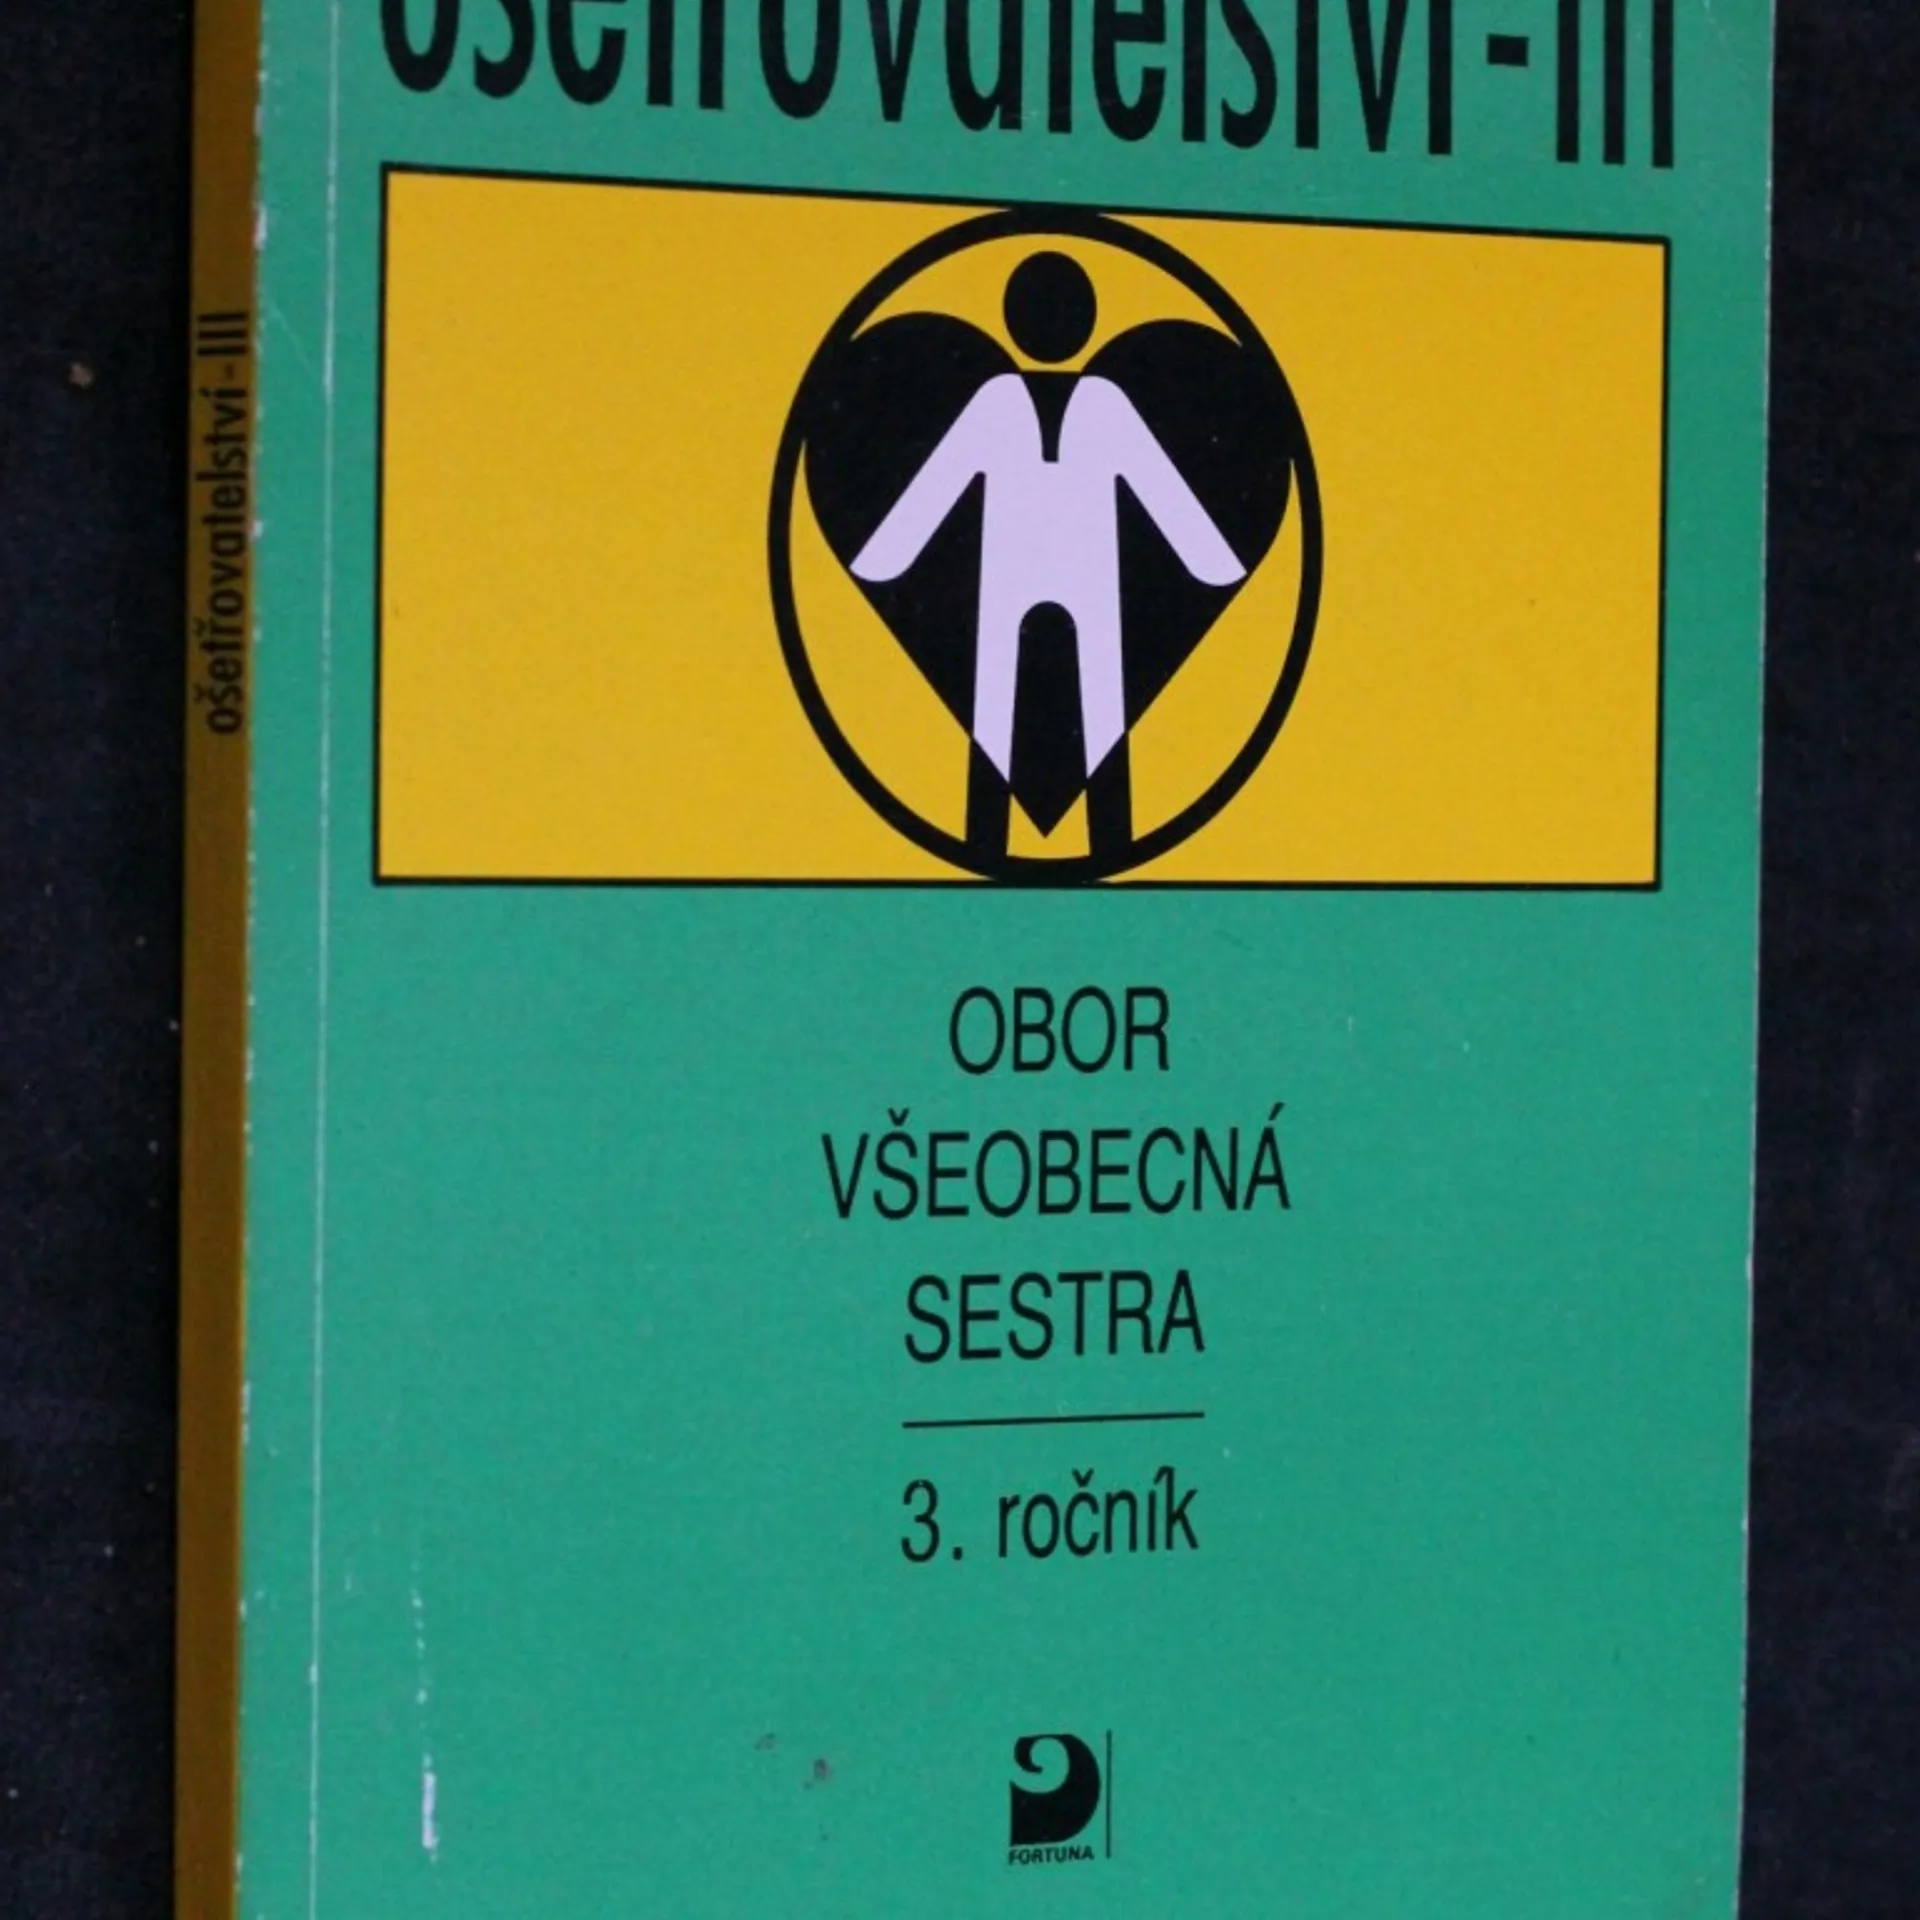 ošetřovatelství - III
ošetřovatelství - III
OBOR
VŠEOBECNÁ
SESTRA
3. ročník
FORTUNA